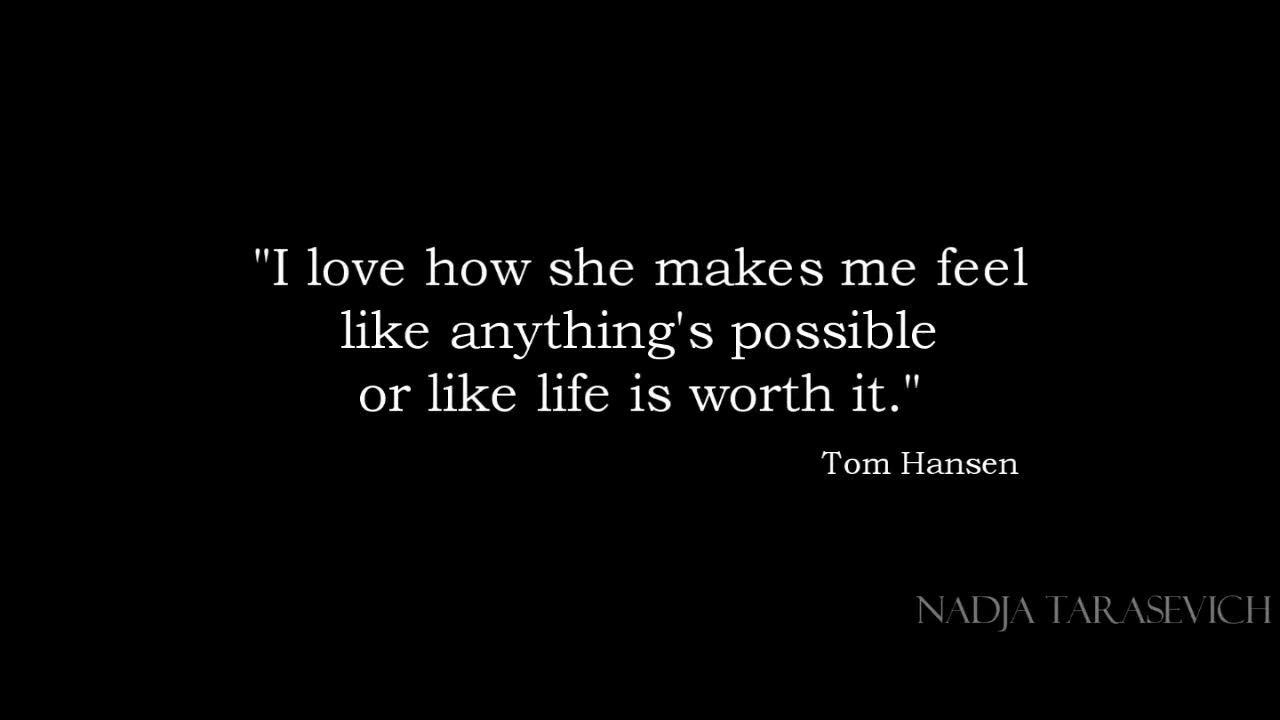 "I love how she makes me feel
like anything's possible
or like life is worth it."
Tom Hansen
NADJA TARASEVICH